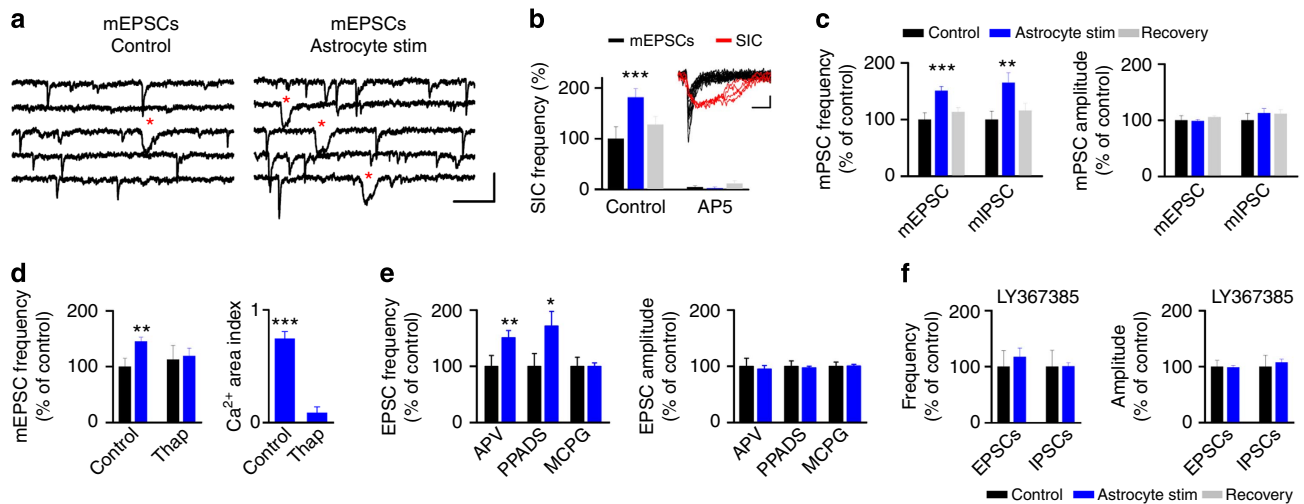 a
mEPSCs
Control
mEPSCs
Astrocyte stim
*
*
*
*
b
mEPSCs SIC
SIC frequency (%)
200
100
0
***
Control AP5
c
Control Astrocyte stim Recovery
mPSC frequency
(% of control)
200
100
0
*** **
mEPSC mIPSC
mPSC amplitude
(% of control)
200
100
0
mEPSC mIPSC
d
mEPSC frequency
(% of control)
200
100
0
**
Control Thap
Ca2+ area index
1
0
***
Control Thap
e
EPSC frequency
(% of control)
200
100
0
** *
APV PPADS MCPG
EPSC amplitude
(% of control)
200
100
0
APV PPADS MCPG
f
LY367385
Frequency
(% of control)
200
100
0
EPSCs IPSCs
LY367385
Amplitude
(% of control)
200
100
0
EPSCs IPSCs
Control Astrocyte stim Recovery